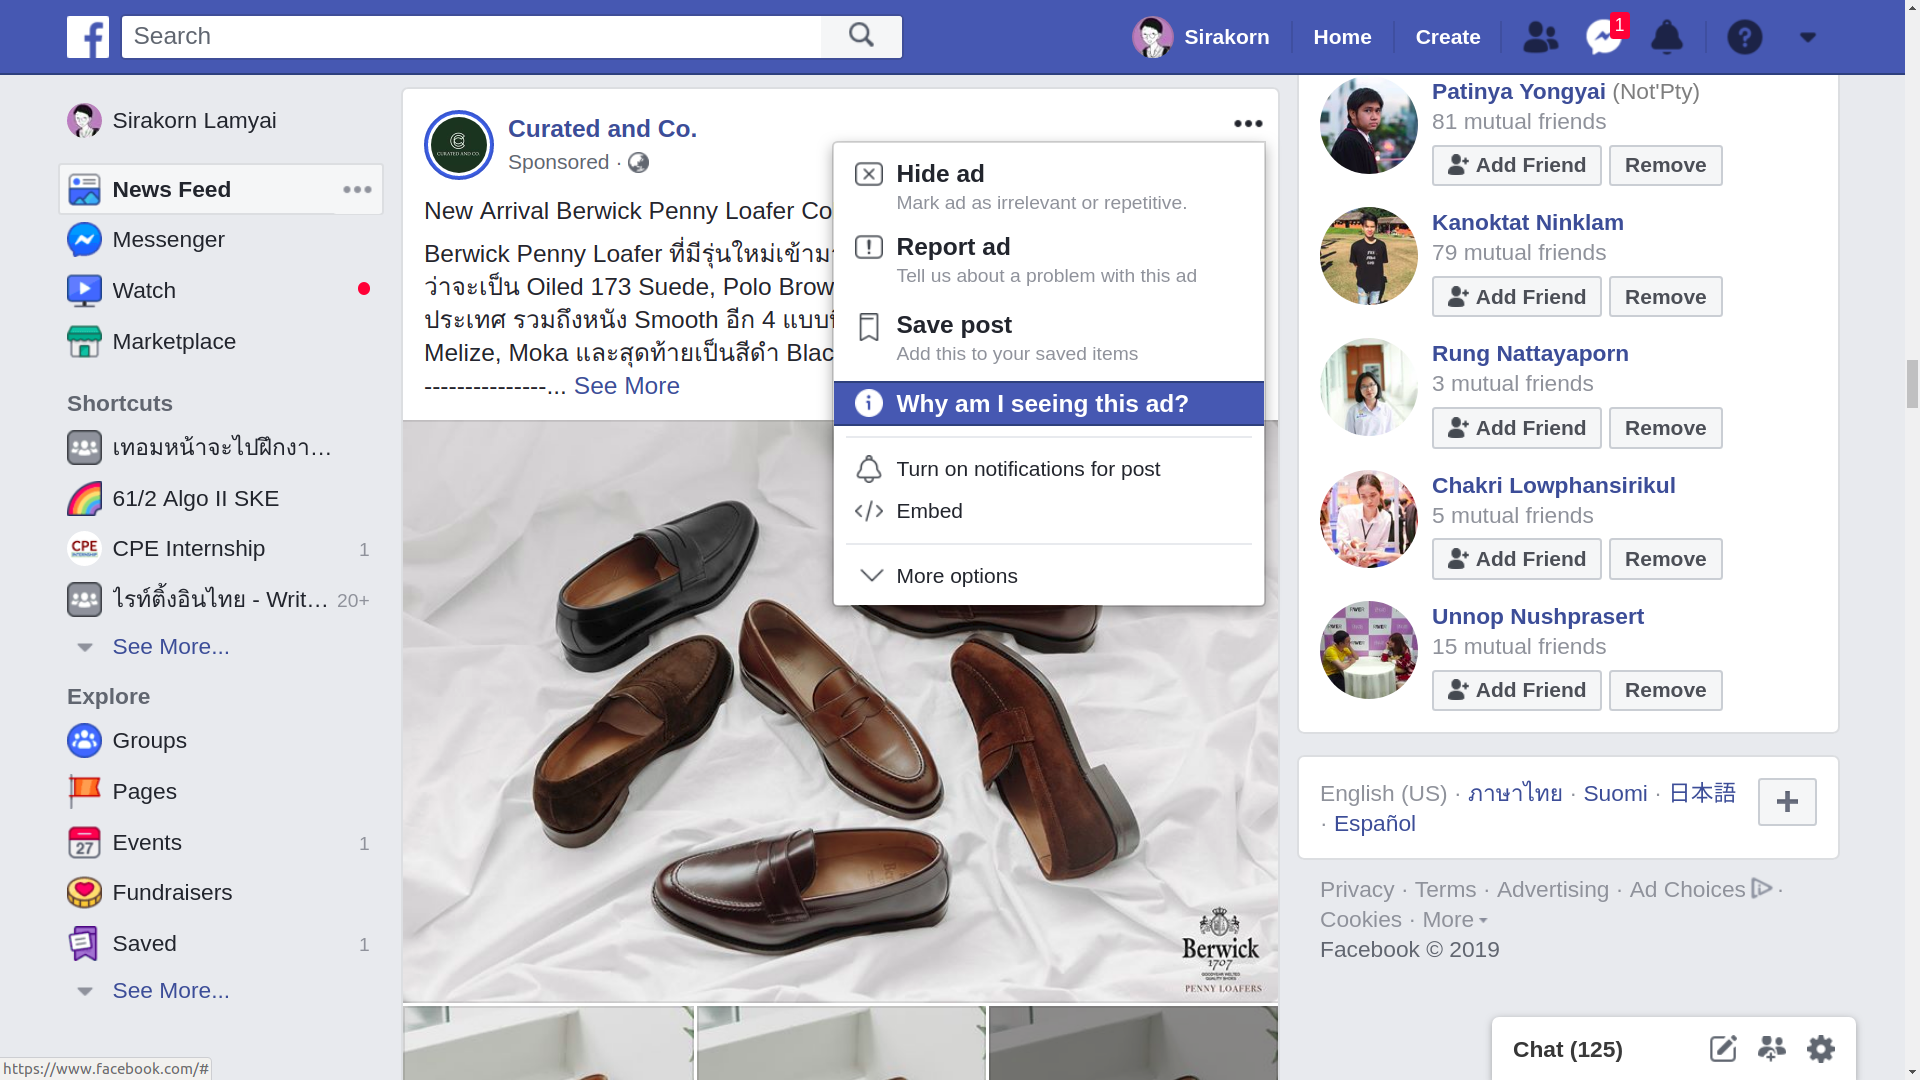 Search
Sirakorn
Home
Create
1
Sirakorn Lamyai
News Feed
Messenger
Watch
Marketplace
Shortcuts
เทอมหน้าจะไปฝึกงา...
61/2 Algo II SKE
CPE Internship 1
ไรท์ติ้งอินไทย - Writ... 20+
See More...
Explore
Groups
Pages
27
Events 1
Fundraisers
Saved 1
See More...
https://www.facebook.com/#
CURATED AND CO.
Curated and Co.
Sponsored ·
New Arrival Berwick Penny Loafer Co
Berwick Penny Loafer ที่มีรุ่นใหม่เข้ามา
ว่าจะเป็น Oiled 173 Suede, Polo Brow
ประเทศ รวมถึงหนัง Smooth อีก 4 แบบ
Melize, Moka และสุดท้ายเป็นสีดำ Blac
---------------... See More
Hide ad
Mark ad as irrelevant or repetitive.
Report ad
Tell us about a problem with this ad
Save post
Add this to your saved items
Why am I seeing this ad?
Turn on notifications for post
Embed
More options
Berwick
1707
GOODYEAR WELTED
QUALITY SHOES
PENNY LOAFERS
Patinya Yongyai (Not'Pty)
81 mutual friends
Add Friend Remove
Kanoktat Ninklam
79 mutual friends
Add Friend Remove
Rung Nattayaporn
3 mutual friends
Add Friend Remove
Chakri Lowphansirikul
5 mutual friends
Add Friend Remove
Unnop Nushprasert
15 mutual friends
Add Friend Remove
English (US) · ภาษาไทย · Suomi · 日本語
· Español
Privacy · Terms · Advertising · Ad Choices ·
Cookies · More
Facebook © 2019
Chat (125)